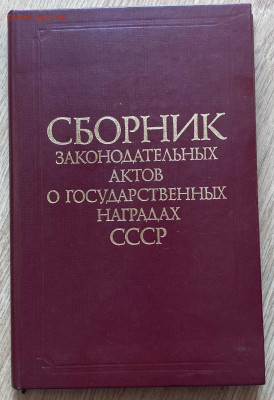 СБОРНИК
ЗАКОНОДАТЕЛЬНЫХ
АКТОВ
О ГОСУДАРСТВЕННЫХ
НАГРАДАХ
СССР